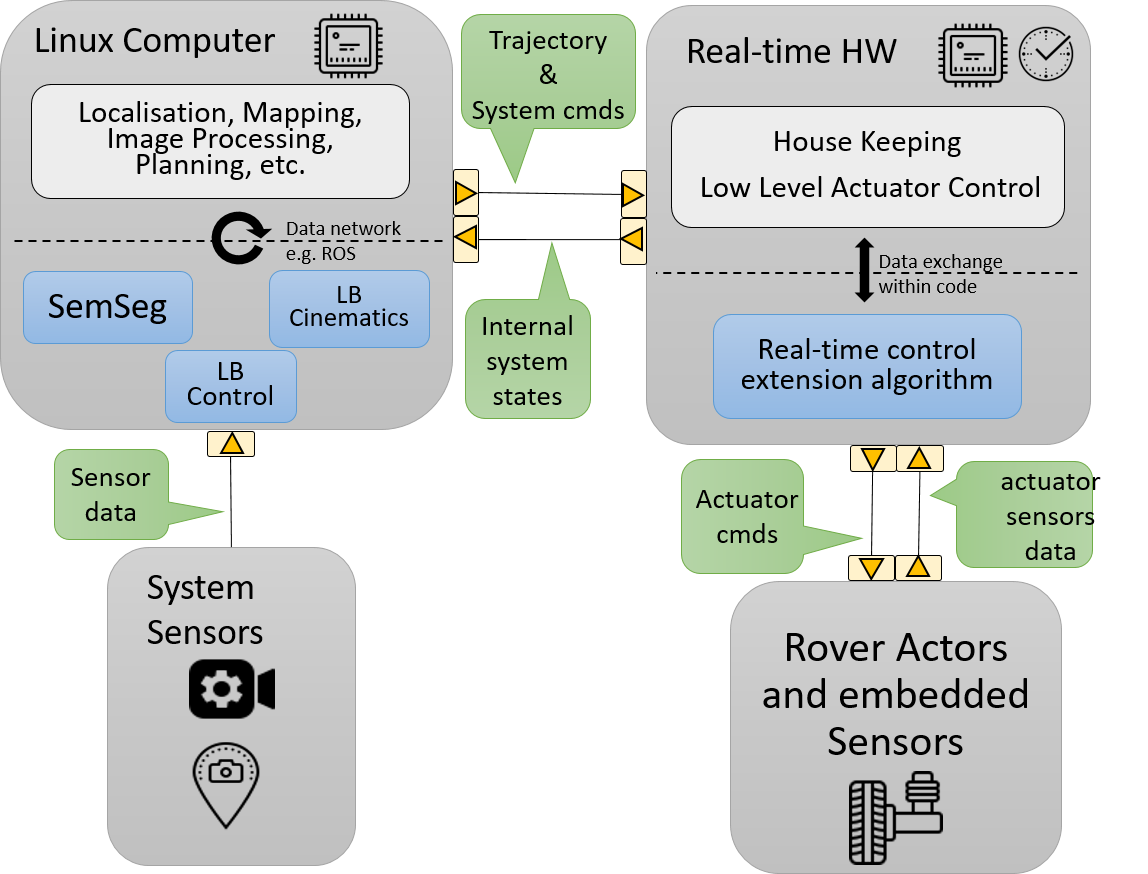 Linux Computer
Localisation, Mapping,
Image Processing,
Planning, etc.
Data network
e.g. ROS
SemSeg
LB
Cinematics
LB
Control
Trajectory
&
System cmds
Internal
system
states
Real-time HW
House Keeping
Low Level Actuator Control
Data exchange
within code
Real-time control
extension algorithm
Sensor
data
System
Sensors
Actuator
cmds
actuator
sensors
data
Rover Actors
and embedded
Sensors